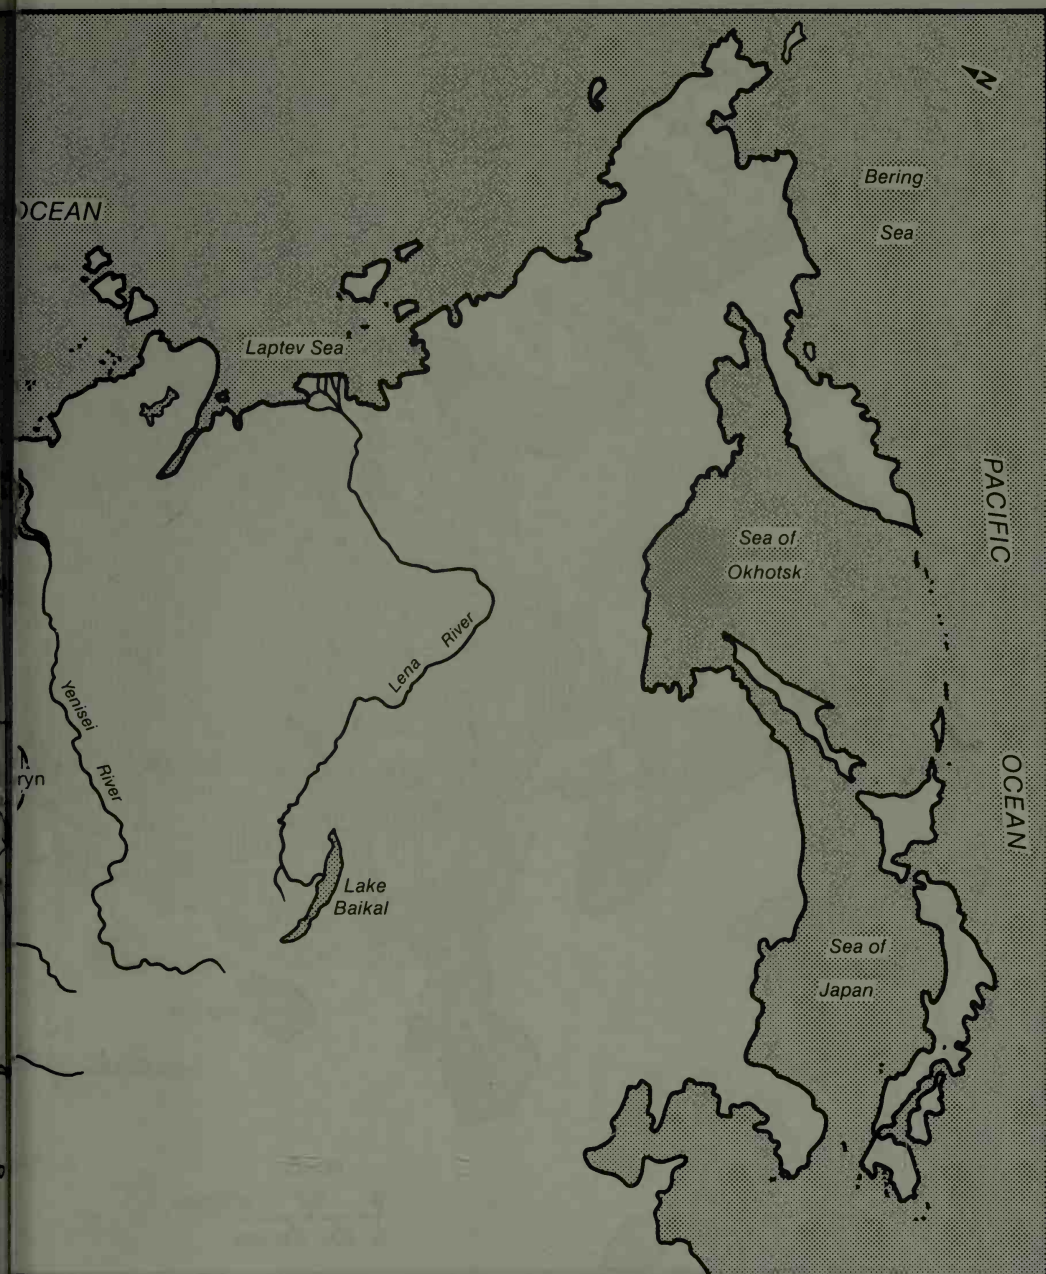 N
Bering
Sea
OCEAN
Laptev Sea
PACIFIC
Sea of
Okhotsk
Lena River
Yenisei River
ryn
OCEAN
Lake
Baikal
Sea of
Japan